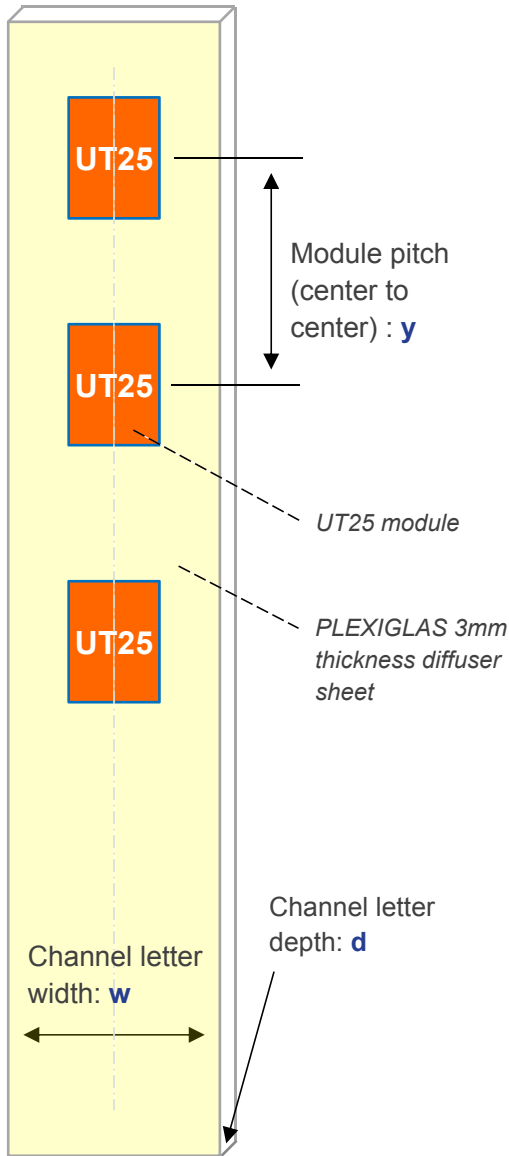 UT25
Module pitch
(center to
center) : y
UT25
UT25 module
PLEXIGLAS 3mm
thickness diffuser
sheet
UT25
Channel letter
depth: d
Channel letter
width: w